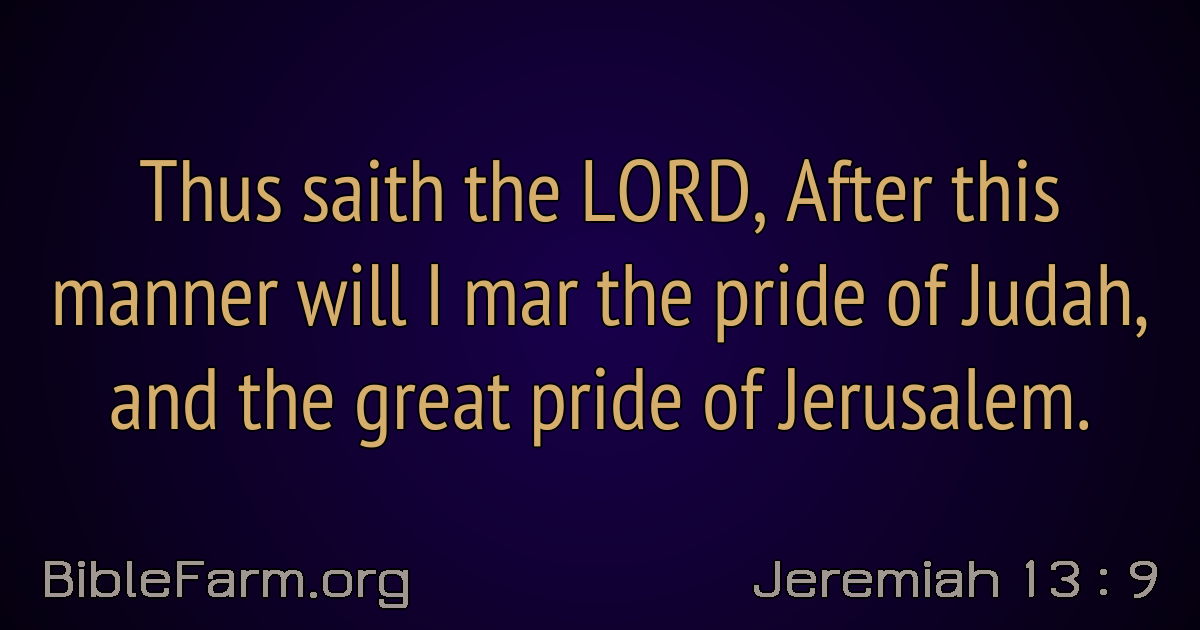 Thus saith the LORD, After this
manner will I mar the pride of Judah,
and the great pride of Jerusalem.
BibleFarm.org
Jeremiah 13 : 9